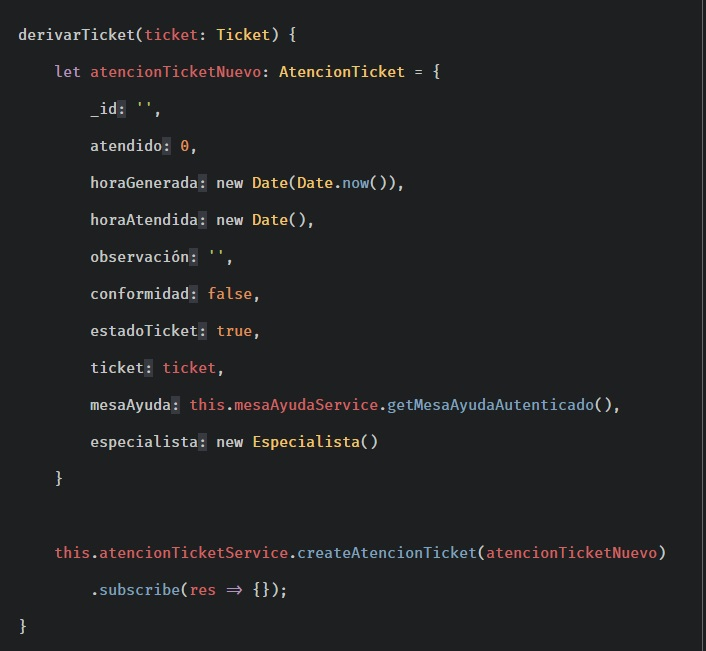 derivarTicket(ticket: Ticket) {
let atencionTicketNuevo: AtencionTicket = {
_id: '',
atendido: 0,
horaGenerada: new Date(Date.now()),
horaAtendida: new Date(),
observación: '',
conformidad: false,
estadoTicket: true,
ticket: ticket,
mesaAyuda: this.mesaAyudaService.getMesaAyudaAutenticado(),
especialista: new Especialista()
}
this.atencionTicketService.createAtencionTicket(atencionTicketNuevo)
.subscribe(res => {});
}